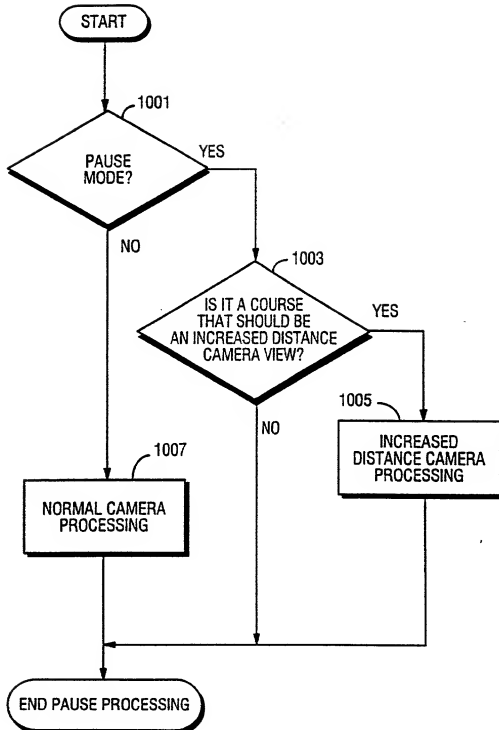 START
1001
PAUSE
MODE?
YES
NO
1003
IS IT A COURSE
THAT SHOULD BE
AN INCREASED DISTANCE
CAMERA VIEW?
YES
NO
1005
INCREASED
DISTANCE CAMERA
PROCESSING
1007
NORMAL CAMERA
PROCESSING
END PAUSE PROCESSING